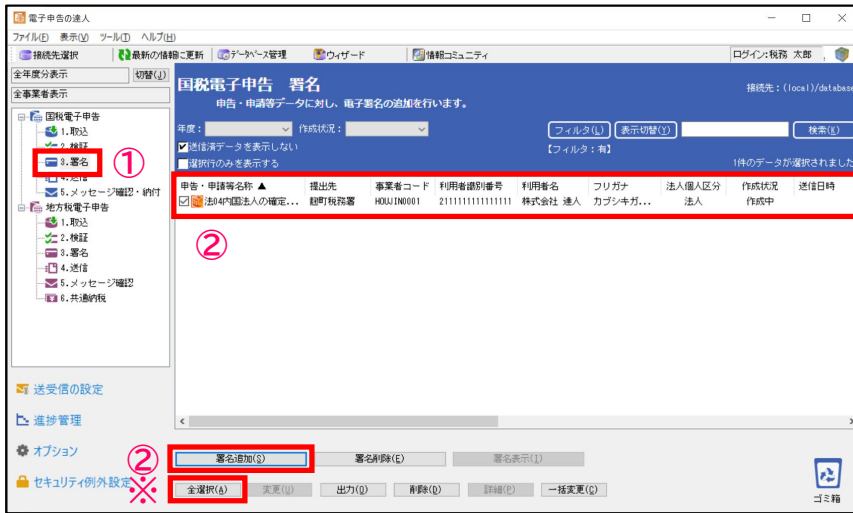 電子申告の達人
ファイル(F) 表示(V) ツール(T) ヘルプ(H)
接続先選択 最新の情報に更新 データベース管理 ウィザード 情報コミュニティ ログイン:税務 太郎
全年度分表示 切替(J)
全事業者表示
国税電子申告
1.取込
2.検証
3.署名
4.送信
5.メッセージ確認・納付
地方税電子申告
1.取込
2.検証
3.署名
4.送信
5.メッセージ確認
6.共通納税
①
国税電子申告 署名
申告・申請等データに対し、電子署名の追加を行います。
接続先:(local)/database
年度: 作成状況: フィルタ(L) 表示切替(Y) 検索(K)
送信済データを表示しない 【フィルタ:有】
選択行のみを表示する 1件のデータが選択されました
申告・申請等名称 ▲ 提出先 事業者コード 利用者識別番号 利用者名 フリガナ 法人個人区分 作成状況 送信日時
法04内国法人の確定... 麹町税務署 HOUJIN0001 2111111111111111 株式会社 達人 カブシキガ... 法人 作成中
②
送受信の設定
進捗管理
オプション
セキュリティ例外設定
②
署名追加(S) 署名削除(E) 署名表示(I)
※
全選択(A) 変更(U) 出力(O) 削除(D) 詳細(P) 一括変更(C)
ゴミ箱